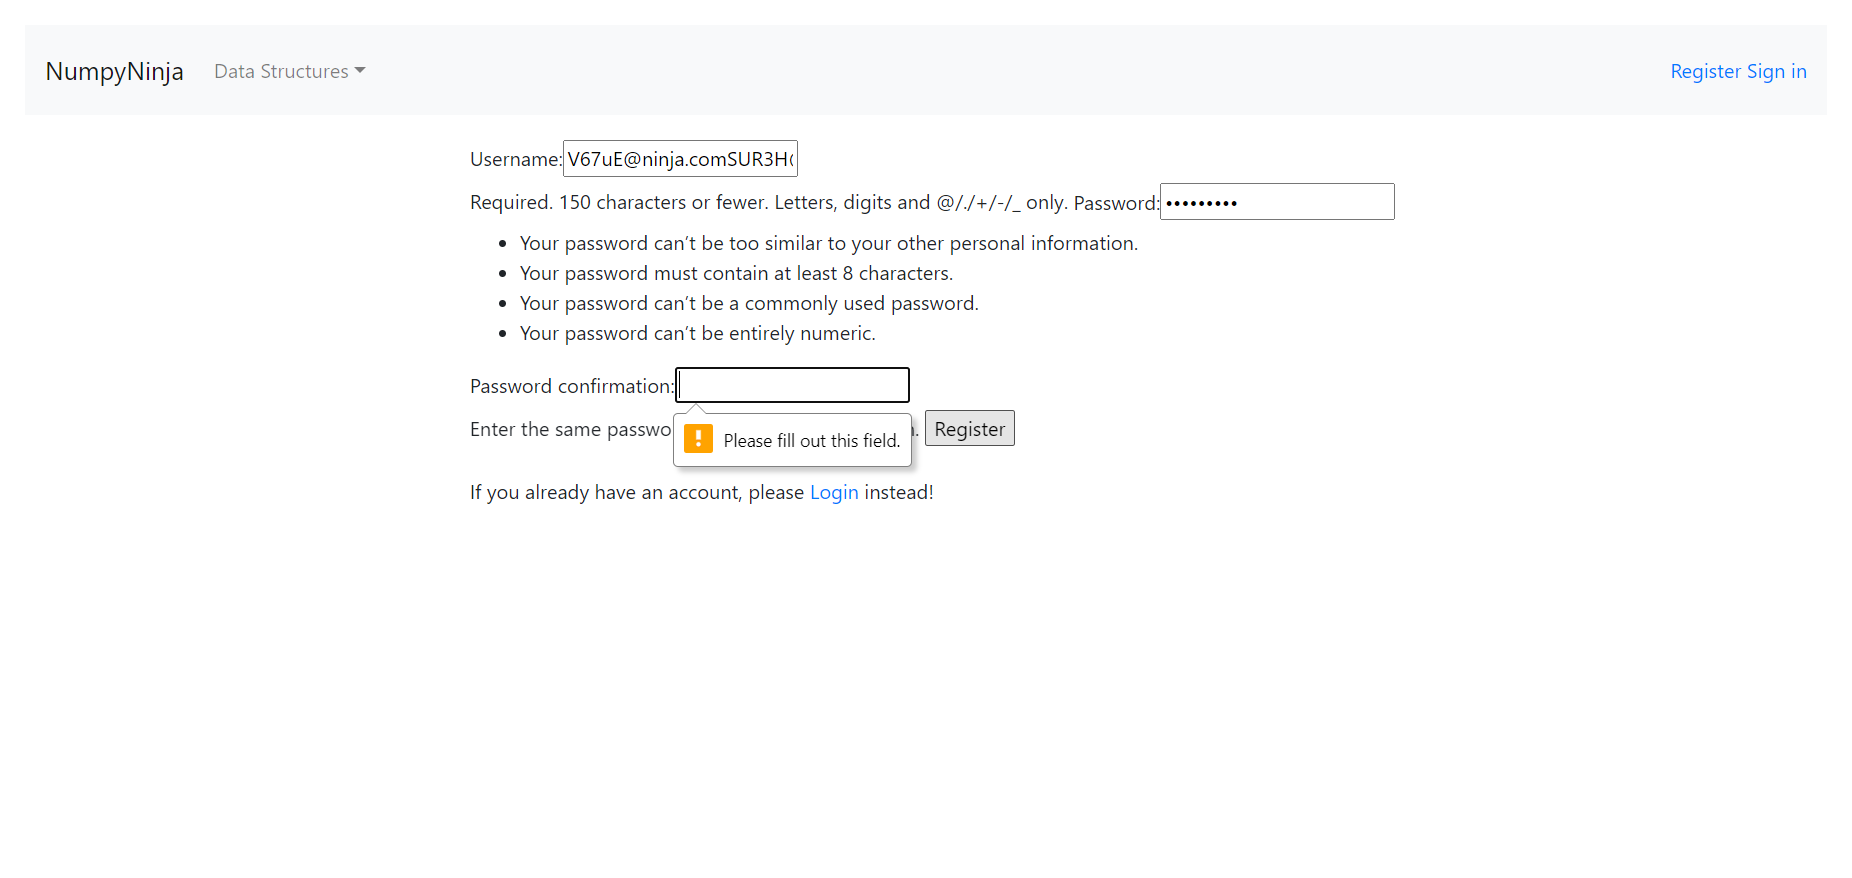 NumpyNinja Data Structures Register Sign in
Username: V67uE@ninja.comSUR3H
Required. 150 characters or fewer. Letters, digits and @/./+/-/_ only. Password: •••••••••
• Your password can’t be too similar to your other personal information.
• Your password must contain at least 8 characters.
• Your password can’t be a commonly used password.
• Your password can’t be entirely numeric.
Password confirmation:
Enter the same Register
Please fill out this field.
If you already have an account, please Login instead!